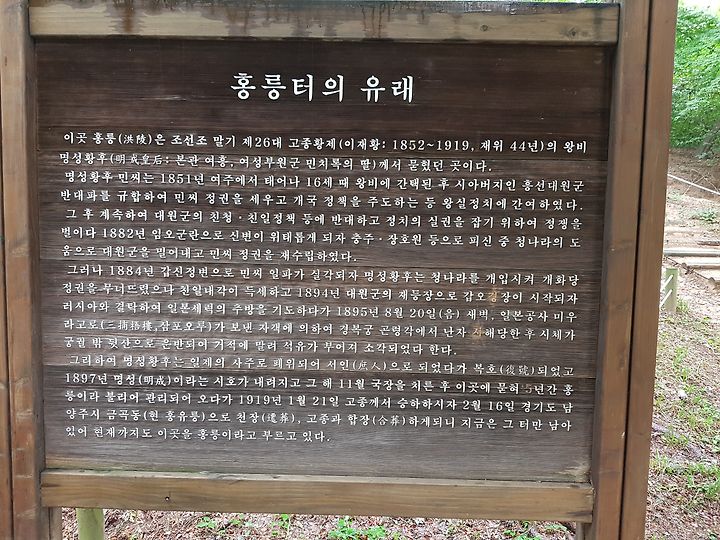 홍릉터의 유래
이곳 홍릉(洪陵)은 조선조 말기 제26대 고종황제(이재황: 1852~1919, 재위 44년)의 왕비
명성황후(明成皇后: 본관 여흥, 여성부원군 민치록의 딸)께서 묻혔던 곳이다.
명성황후 민씨는 1851년 여주에서 태어나 16세 때 왕비에 간택된 후 시아버지인 흥선대원군
반대파를 규합하여 민씨 정권을 세우고 개국 정책을 주도하는 등 왕실정치에 간여하였다.
그 후 계속하여 대원군의 친청·친일정책 등에 반대하고 정치의 실권을 잡기 위하여 정쟁을
벌이다 1882년 임오군란으로 신변이 위태롭게 되자 충주·장호원 등으로 피신 중 청나라의 도
움으로 대원군을 밀어내고 민씨 정권을 재수립하였다.
그러나 1884년 갑신정변으로 민씨 일파가 실각되자 명성황후는 청나라를 개입시켜 개화당
정권을 무너뜨렸으나 친일내각이 득세하고 1894년 대원군의 재등장으로 갑오경장이 시작되자
러시아와 결탁하여 일본세력의 추방을 기도하다가 1895년 8월 20일(음) 새벽, 일본공사 미우
라고로(三浦梧樓,삼포오루)가 보낸 자객에 의하여 경복궁 곤령각에서 난자 시해당한 후 시체가
궁궐 밖 뒷산으로 운반되어 거적에 말려 석유가 부어져 소각되었다 한다.
그리하여 명성황후는 일제의 사주로 폐위되어 서인(庶人)으로 되었다가 복호(復號)되었고
1897년 명성(明成)이라는 시호가 내려지고 그 해 11월 국장을 치른 후 이곳에 묻혀 5년간 홍
릉이라 불리어 관리되어 오다가 1919년 1월 21일 고종께서 승하하시자 2월 16일 경기도 남
양주시 금곡동(현 홍유릉)으로 천장(遷葬), 고종과 합장(合葬)하게되니 지금은 그 터만 남아
있어 현재까지도 이곳을 홍릉이라고 부르고 있다.